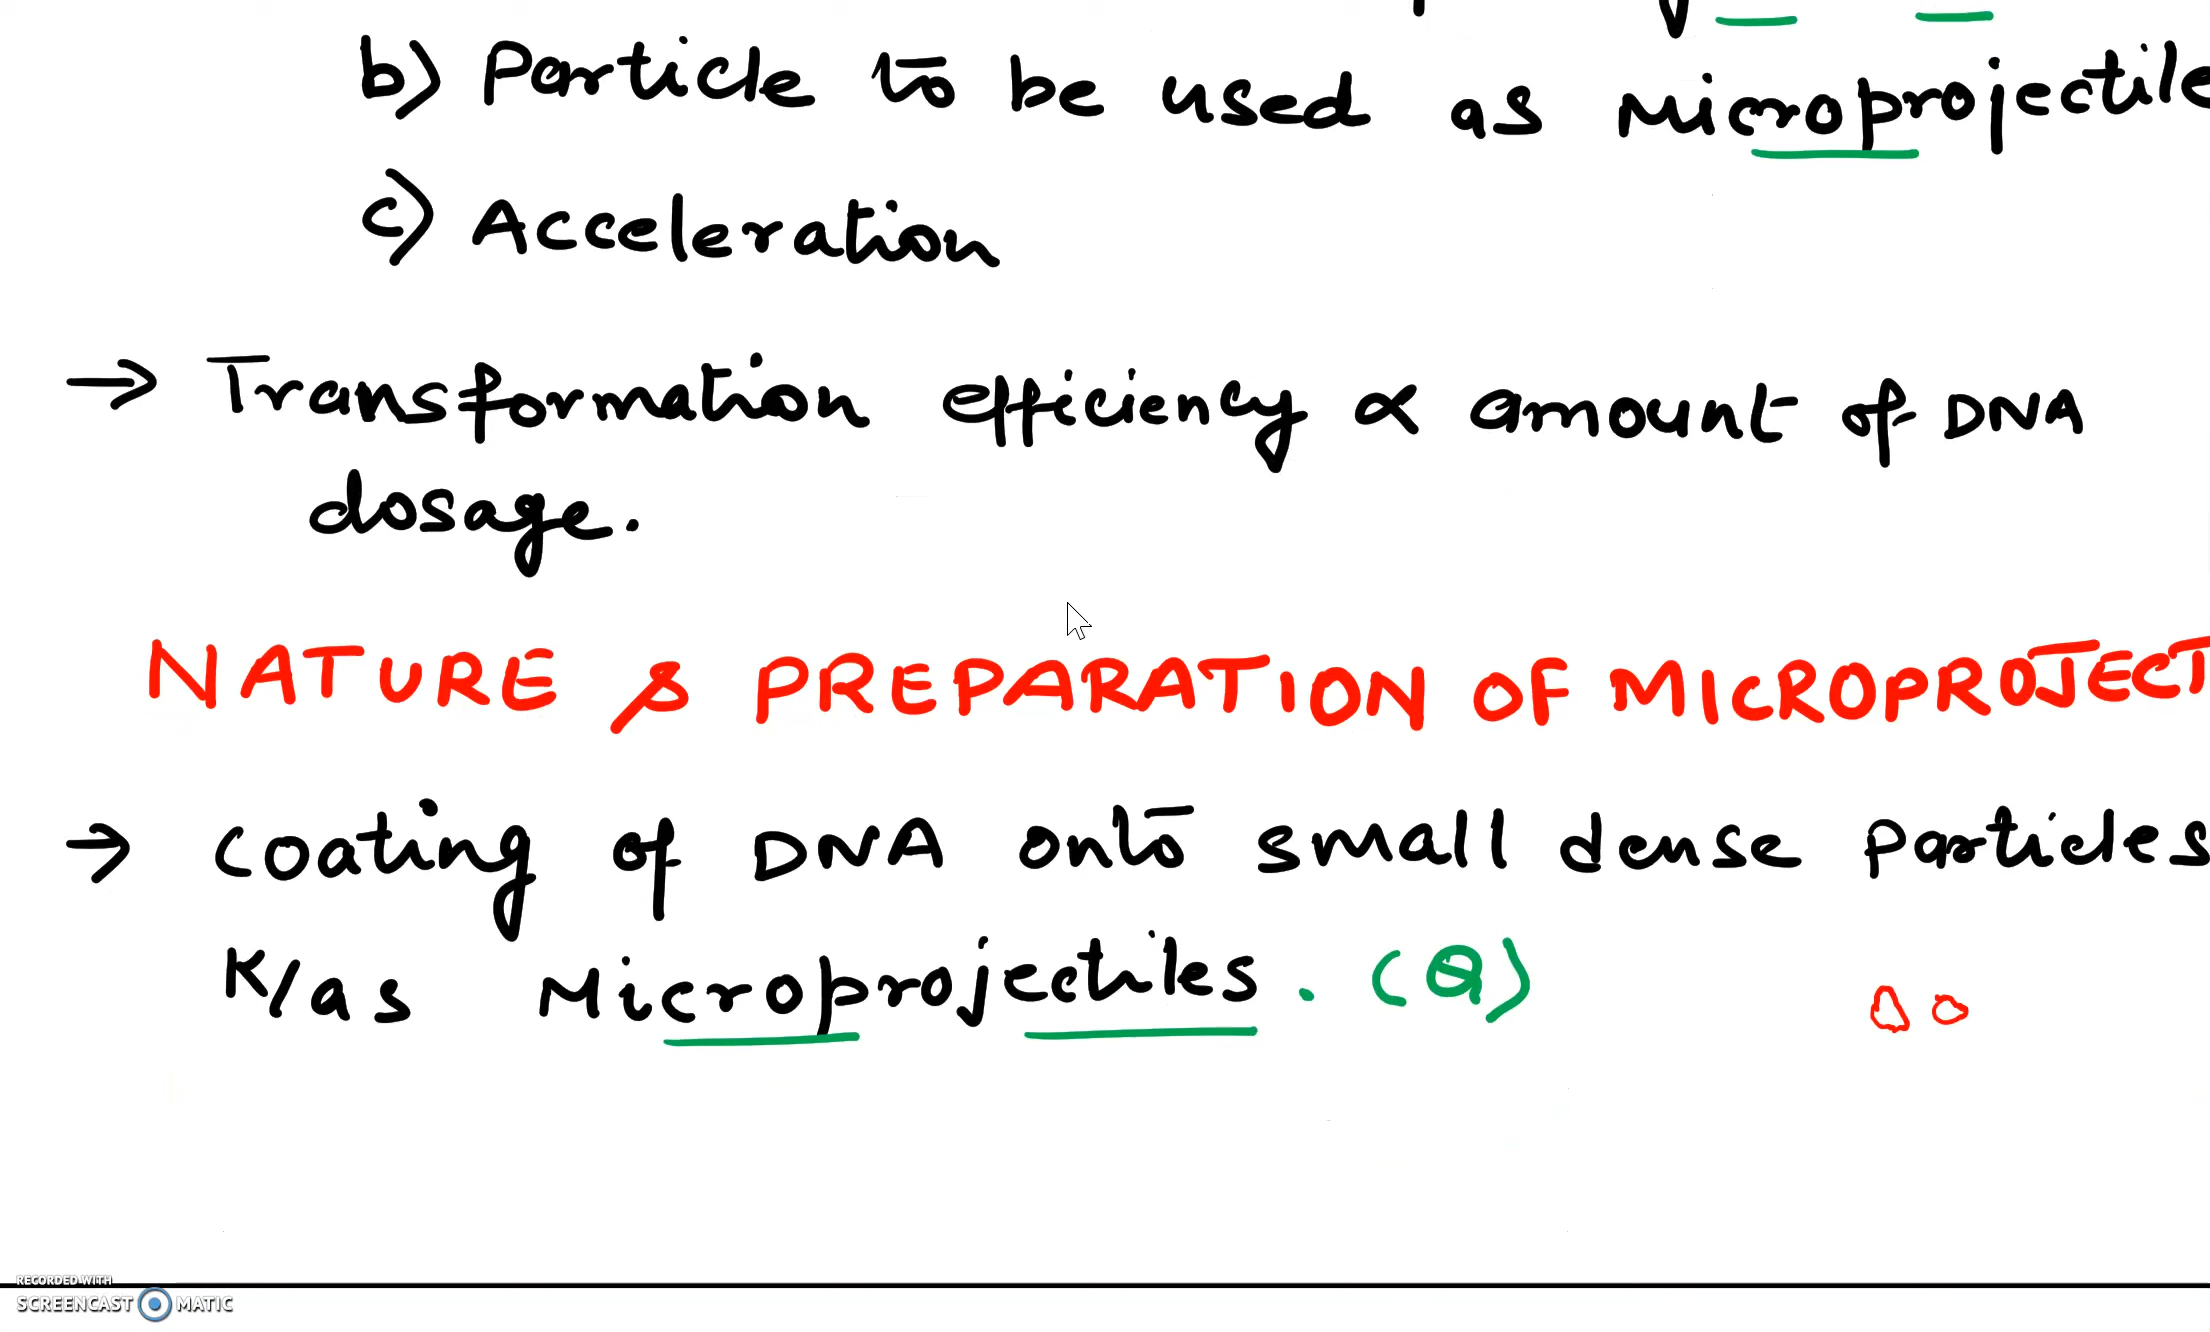 b) Particle to be used as Microprojectile
c) Acceleration
→ Transformation efficiency ∝ amount of DNA
dosage.
NATURE & PREPARATION OF MICROPROJECT
→ Coating of DNA onto small dense particles
K/as Microprojectiles. (Q)
RECORDED WITH
SCREENCAST MATIC